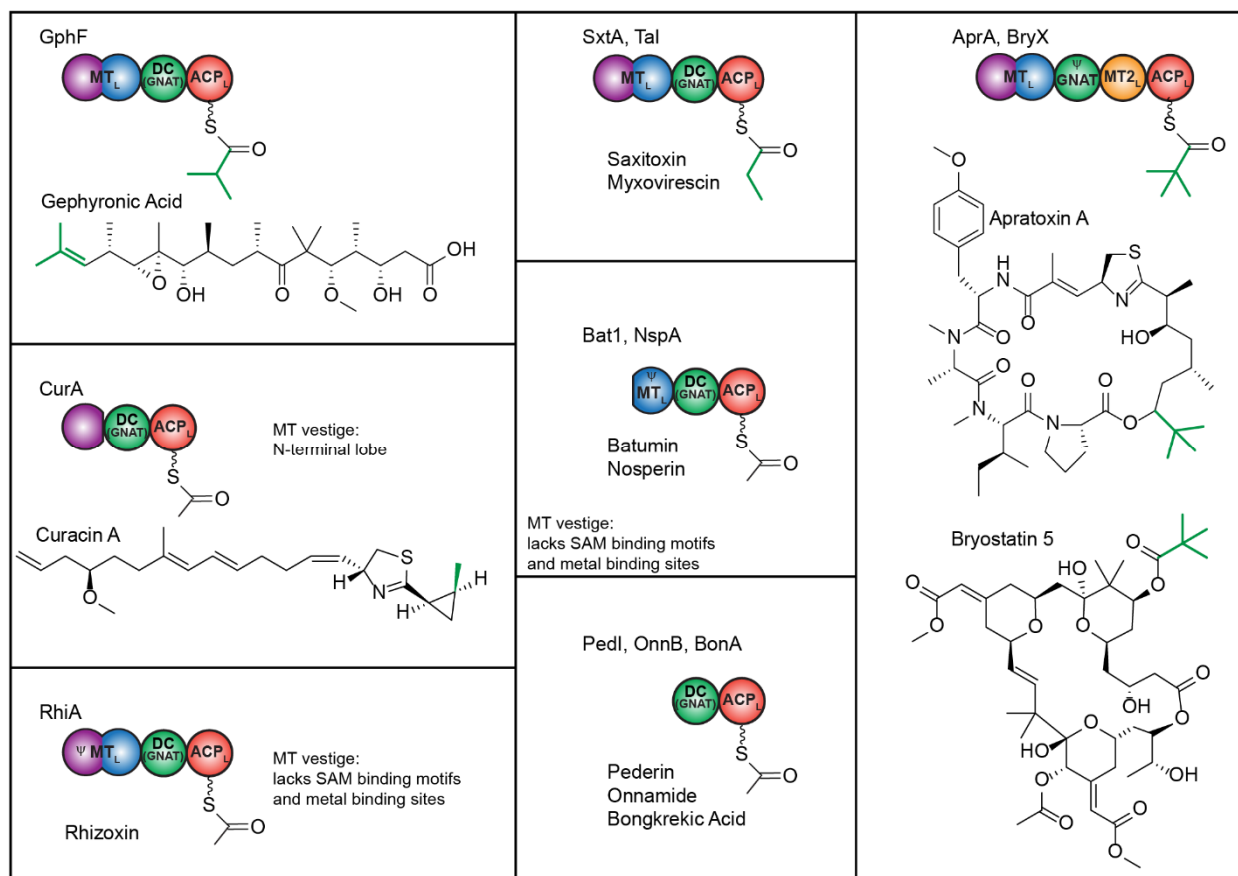 GphF
MT L
DC
(GNAT)
ACP L
S
O
Gephyronic Acid
O
OH
O
O
OH
O
OH
CurA
DC
(GNAT)
ACP L
S
O
MT vestige:
N-terminal lobe
Curacin A
O
H
S
N
H
H
RhiA
Ψ MT L
DC
(GNAT)
ACP L
S
O
MT vestige:
lacks SAM binding motifs
and metal binding sites
Rhizoxin
SxtA, TaI
MT L
DC
(GNAT)
ACP L
S
O
Saxitoxin
Myxovirescin
Bat1, NspA
Ψ
MT L
DC
(GNAT)
ACP L
S
O
Batumin
Nosperin
MT vestige:
lacks SAM binding motifs
and metal binding sites
PedI, OnnB, BonA
DC
(GNAT)
ACP L
S
O
Pederin
Onnamide
Bongkrekic Acid
AprA, BryX
MT L
Ψ
GNAT
MT2 L
ACP L
S
O
O
Apratoxin A
H
N
O
S
N
O
N
HO
O
N
O
N
O
O
O
Bryostatin 5
O
O
OH
O
O
O
O
OH
O
O
O
HO
O
O
O
OH
O
O